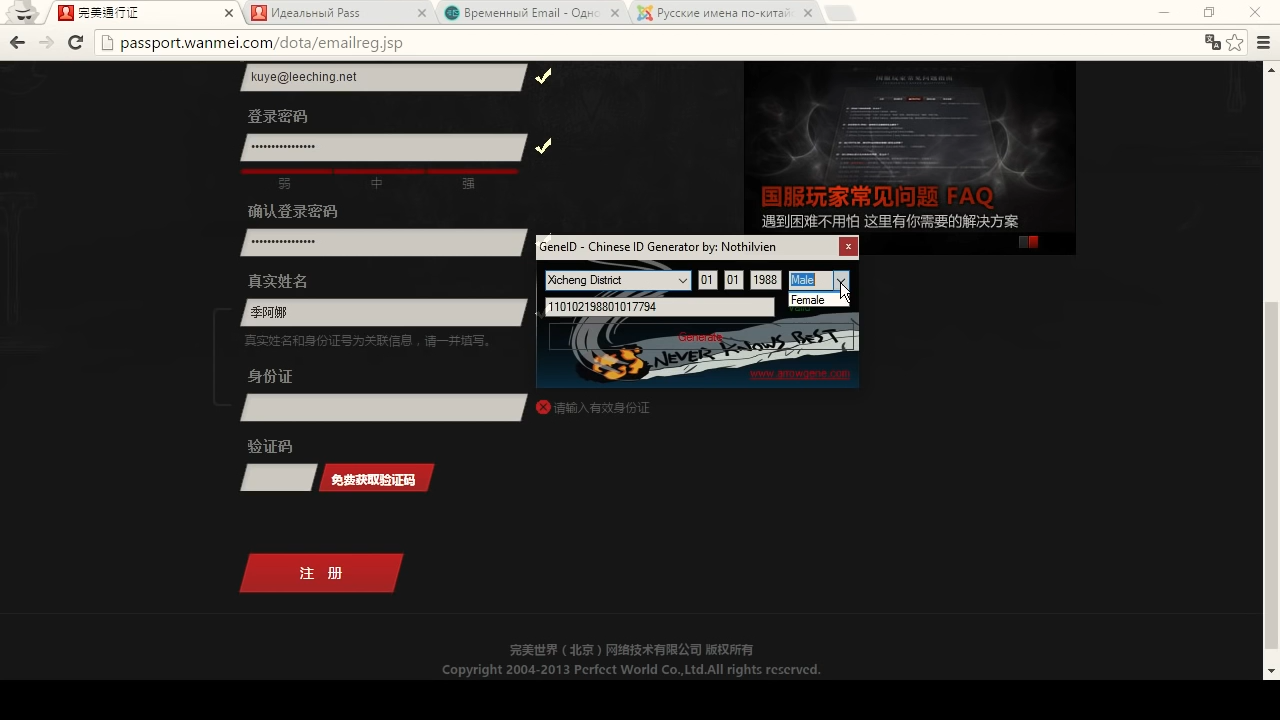 完美通行证
Идеальный Pass
Временный Email - Одно
Русские имена по-китай
passport.wanmei.com/dota/emailreg.jsp
kuye@leeching.net
登录密码
••••••••••••••••
弱 中 强
确认登录密码
••••••••••••••••
真实姓名
季阿娜
真实姓名和身份证号为关联信息，请一并填写。
身份证
请输入有效身份证
验证码
免费获取验证码
注 册
国服玩家常见问题 FAQ
遇到困难不用怕 这里有你需要的解决方案
GeneID - Chinese ID Generator by: Nothilvien
Xicheng District 01 01 1988 Male
Female
110102198801017794
Valid
Generate
NEVER KNOWS BEST
www.arrowgene.com
完美世界（北京）网络技术有限公司 版权所有
Copyright 2004-2013 Perfect World Co.,Ltd.All rights reserved.